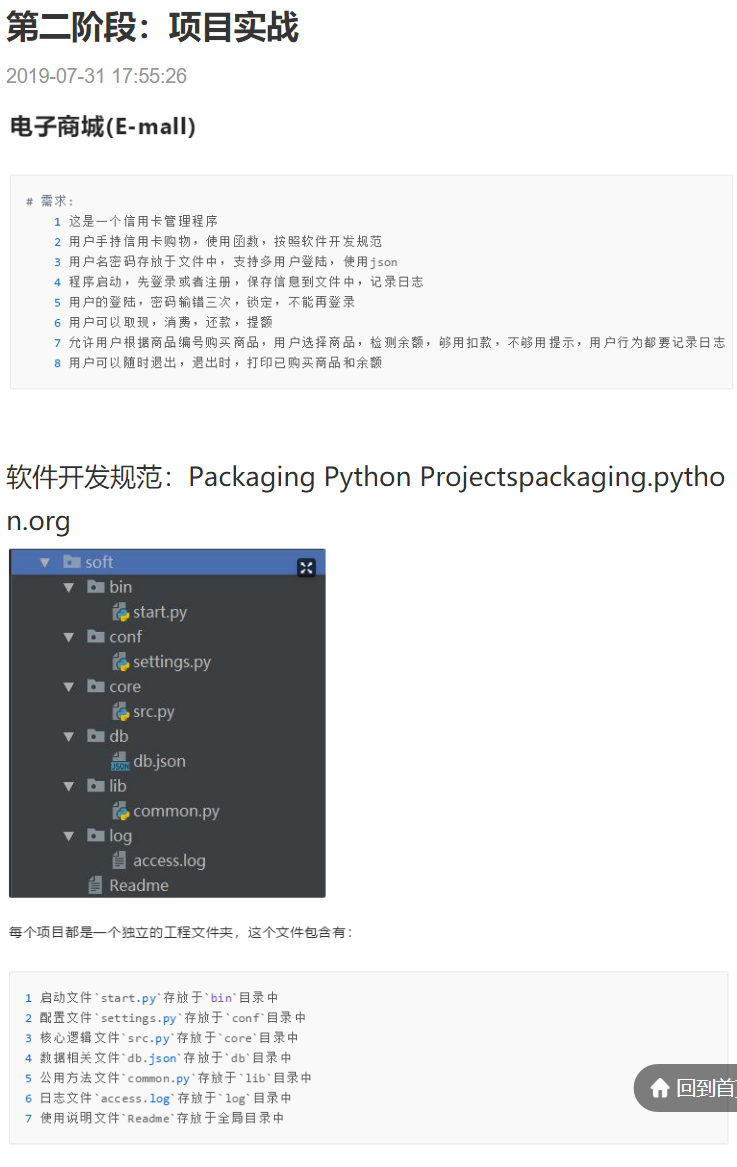 第二阶段：项目实战
2019-07-31 17:55:26
电子商城(E-mall)
# 需求：
1 这是一个信用卡管理程序
2 用户手持信用卡购物，使用函数，按照软件开发规范
3 用户名密码存放于文件中，支持多用户登陆，使用json
4 程序启动，先登录或者注册，保存信息到文件中，记录日志
5 用户的登陆，密码输错三次，锁定，不能再登录
6 用户可以取现，消费，还款，提额
7 允许用户根据商品编号购买商品，用户选择商品，检测余额，够用扣款，不够用提示，用户行为都要记录日志
8 用户可以随时退出，退出时，打印已购买商品和余额
软件开发规范：Packaging Python Projectspackaging.pytho
n.org
soft
bin
start.py
conf
settings.py
core
src.py
db
db.json
lib
common.py
log
access.log
Readme
每个项目都是一个独立的工程文件夹，这个文件包含有：
1 启动文件`start.py`存放于`bin`目录中
2 配置文件`settings.py`存放于`conf`目录中
3 核心逻辑文件`src.py`存放于`core`目录中
4 数据相关文件`db.json`存放于`db`目录中
5 公用方法文件`common.py`存放于`lib`目录中
6 日志文件`access.log`存放于`log`目录中
7 使用说明文件`Readme`存放于全局目录中
回到首